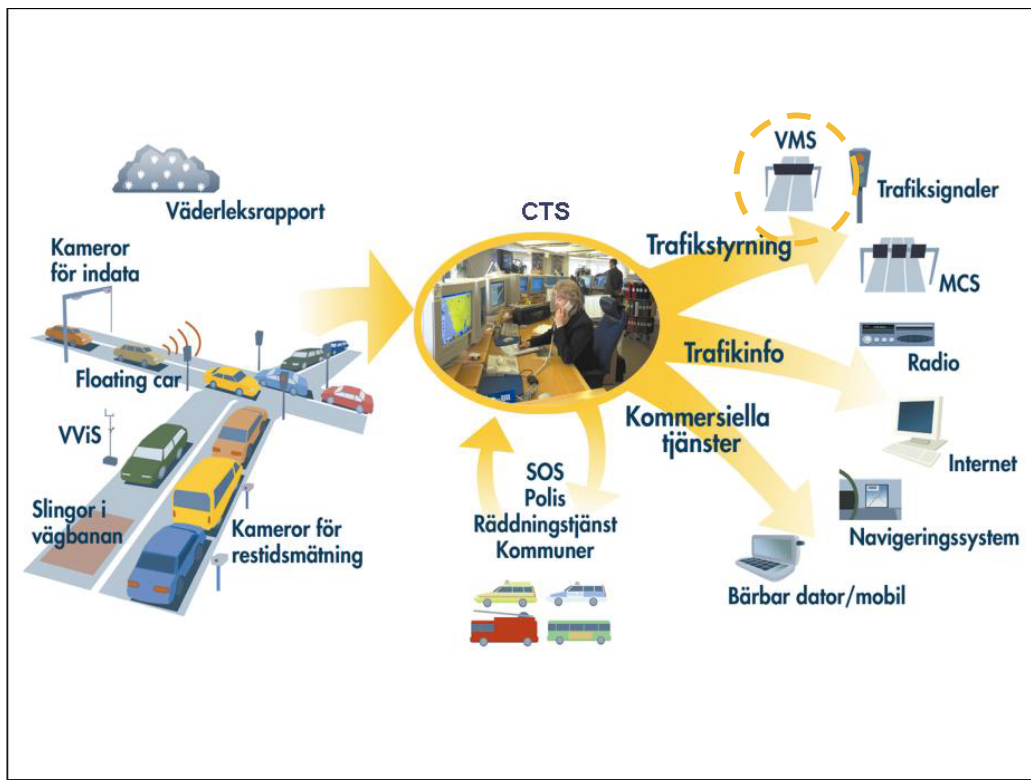 Väderleksrapport
Kameror
för indata
Floating car
VViS
Slingor i
vägbanan
Kameror för
restidsmätning
CTS
SOS
Polis
Räddningstjänst
Kommuner
Trafikstyrning
Trafikinfo
Kommersiella
tjänster
VMS
Trafiksignaler
MCS
Radio
Internet
Navigeringssystem
Bärbar dator/mobil